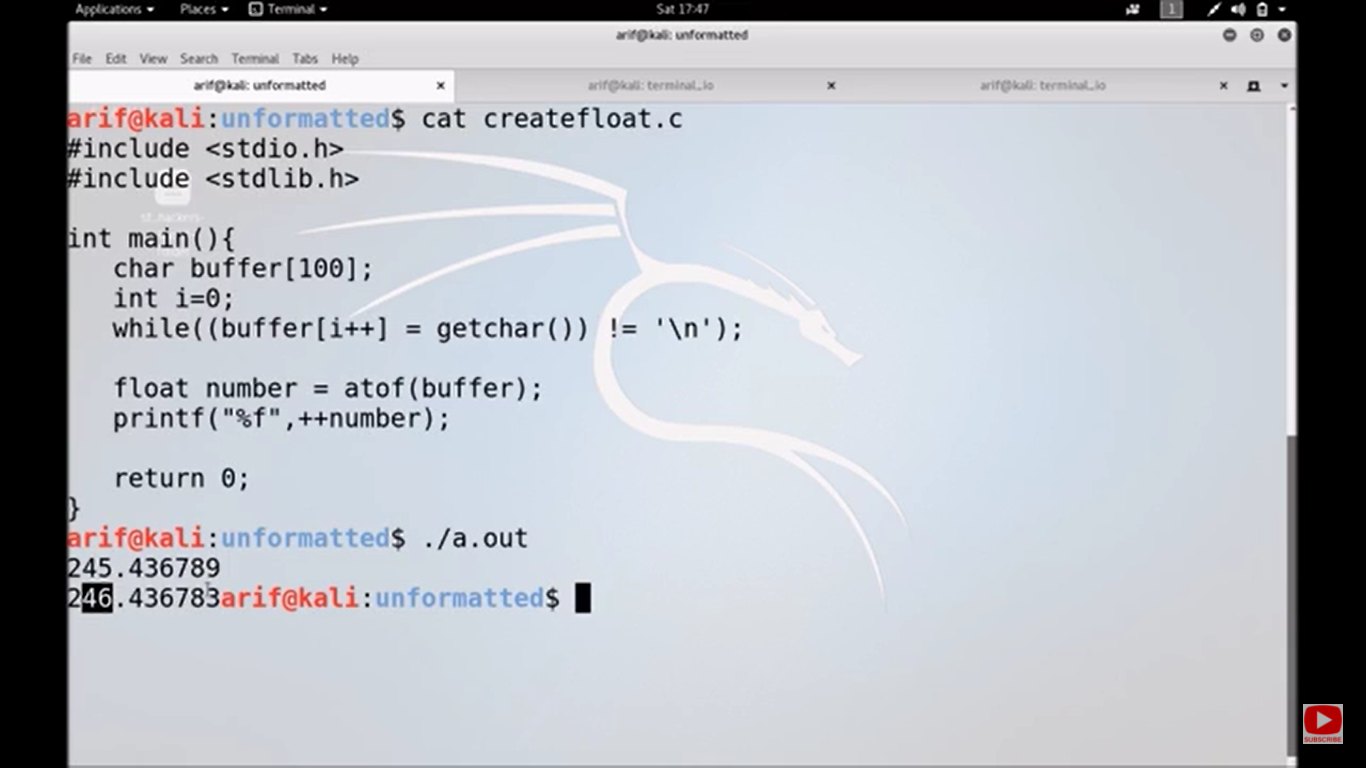 Applications Places Terminal Sat 17:47 1
arif@kali: unformatted
File Edit View Search Terminal Tabs Help
arif@kali: unformatted arif@kali: terminal_io arif@kali: terminal_io
arif@kali:unformatted$ cat createfloat.c
#include <stdio.h>
#include <stdlib.h>
int main(){
char buffer[100];
int i=0;
while((buffer[i++] = getchar()) != '\n');
float number = atof(buffer);
printf("%f",++number);
return 0;
}
arif@kali:unformatted$ ./a.out
245.436789
246.436783arif@kali:unformatted$
SUBSCRIBE